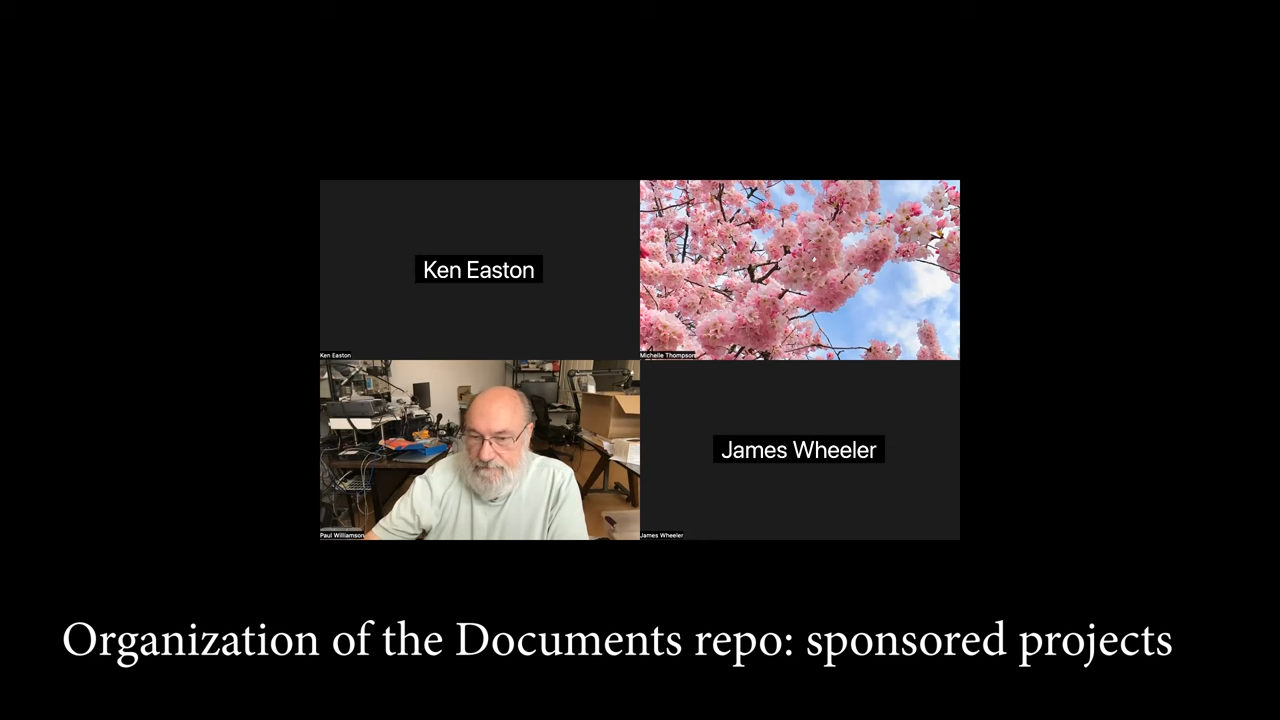 Ken Easton
Ken Easton
Michelle Thompson
Paul Williamson
James Wheeler
James Wheeler
Organization of the Documents repo: sponsored projects